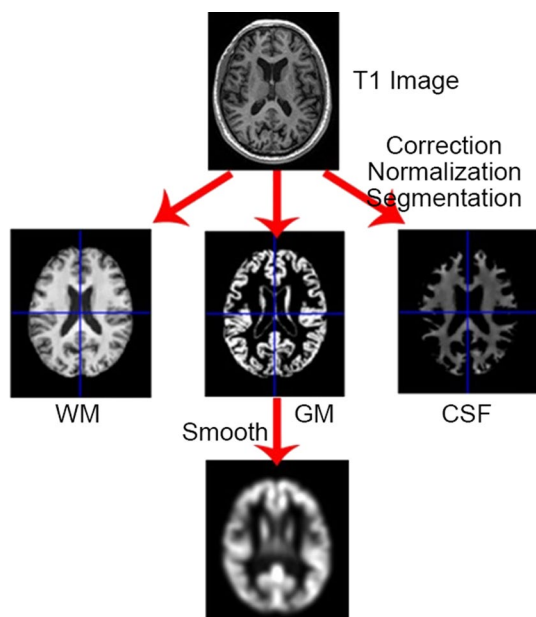 T1 Image
Correction
Normalization
Segmentation
WM
GM
CSF
Smooth